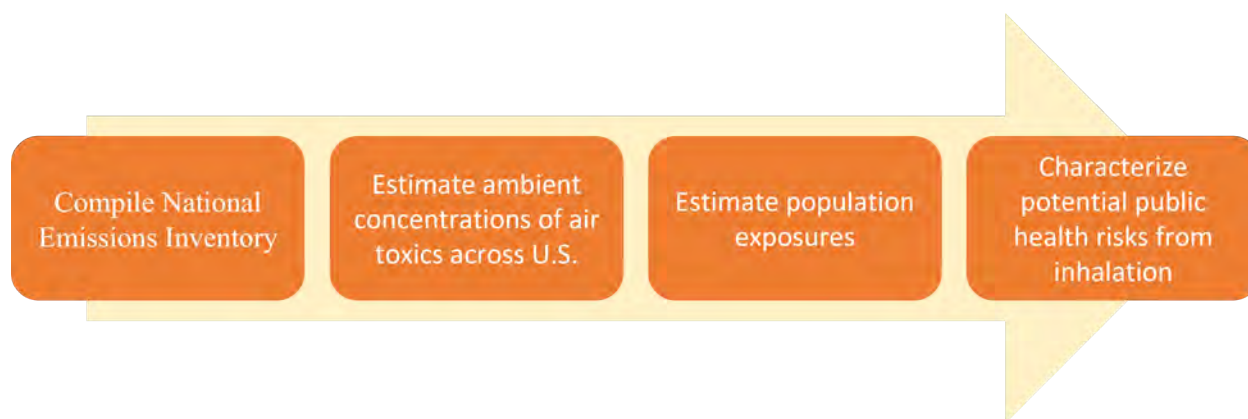 Compile National
Emissions Inventory
Estimate ambient
concentrations of air
toxics across U.S.
Estimate population
exposures
Characterize
potential public
health risks from
inhalation